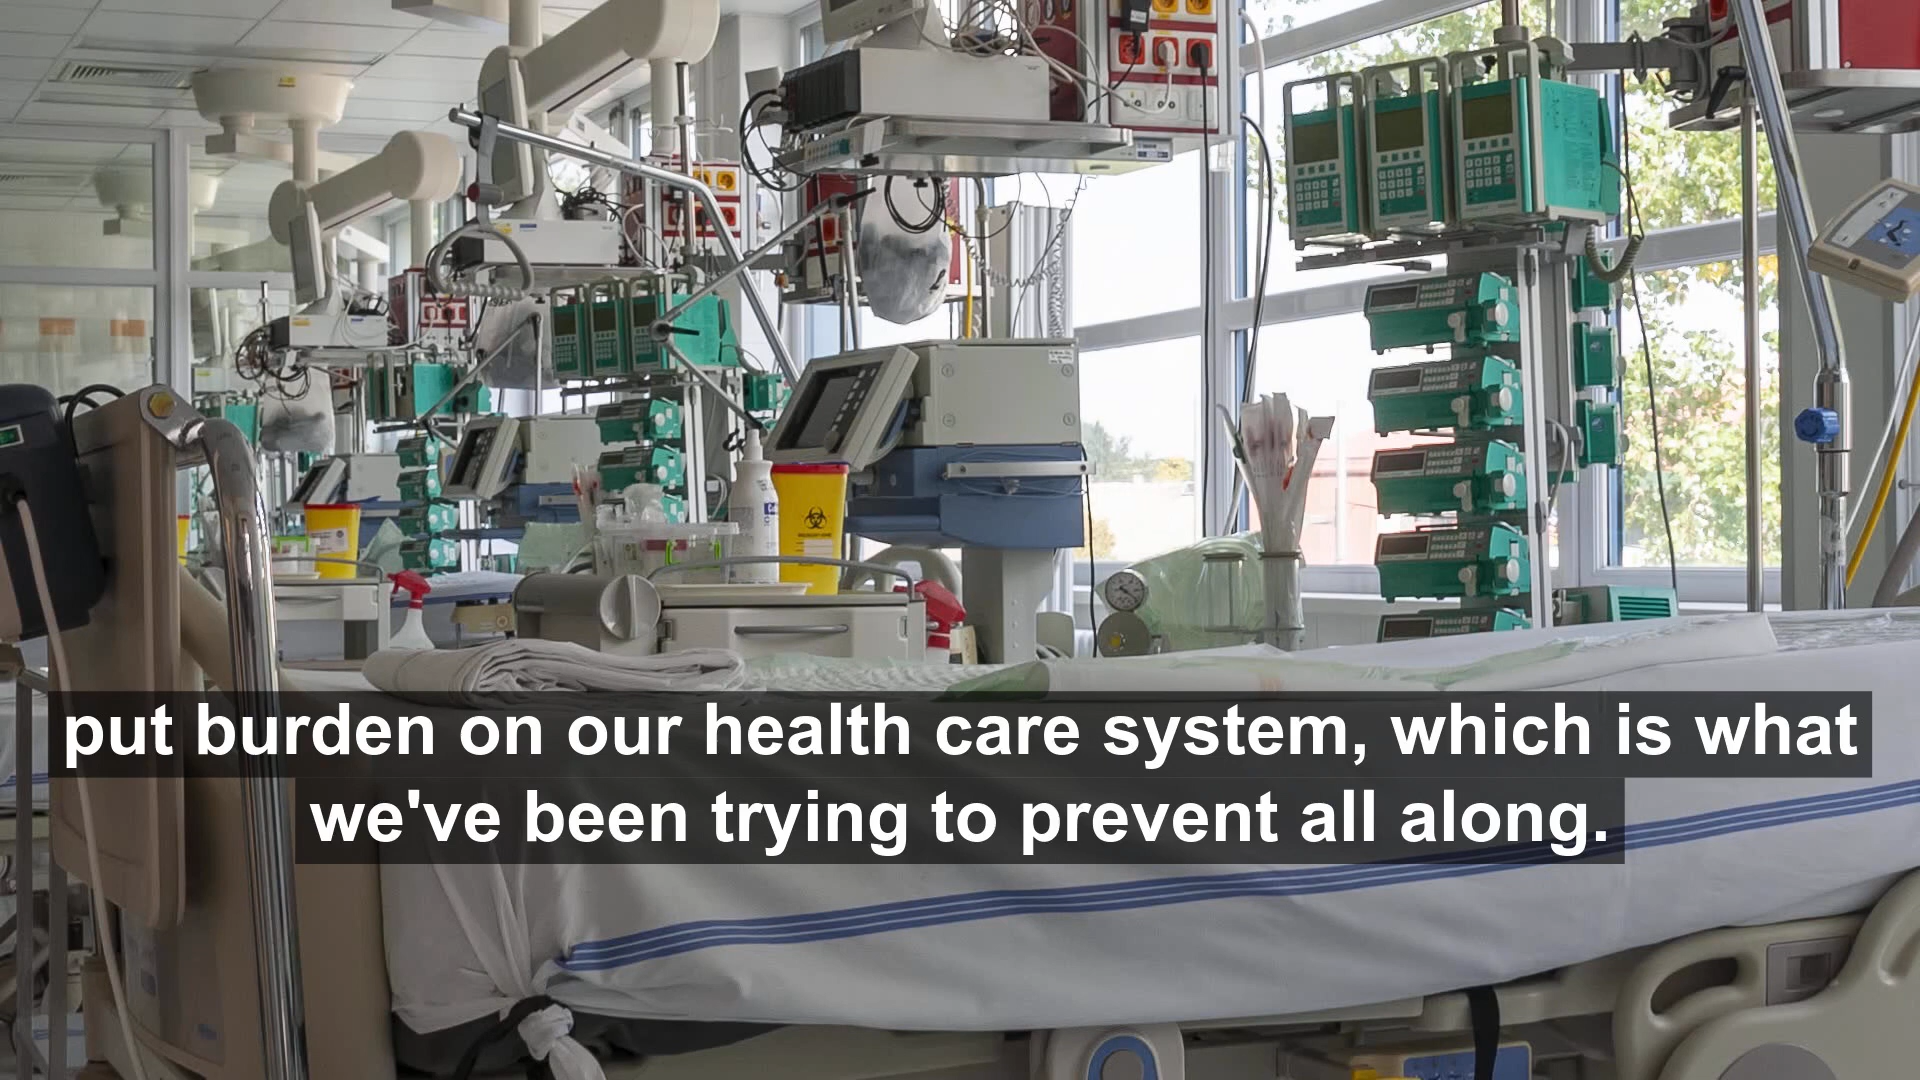 put burden on our health care system, which is what
we've been trying to prevent all along.